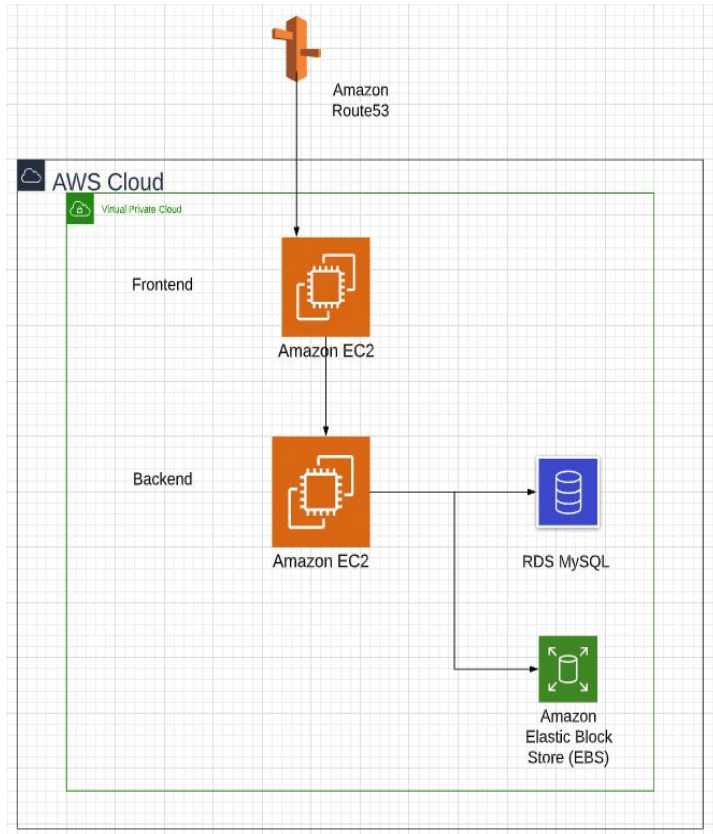 Amazon
Route53
AWS Cloud
Virtual Private Cloud
Frontend
Amazon EC2
Backend
Amazon EC2
RDS MySQL
Amazon
Elastic Block
Store (EBS)